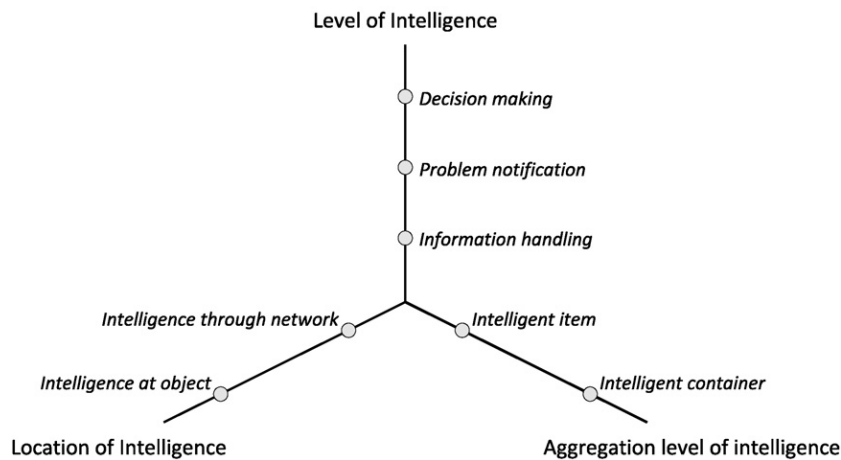 Level of Intelligence
Decision making
Problem notification
Information handling
Intelligence through network
Intelligent item
Intelligence at object
Intelligent container
Location of Intelligence
Aggregation level of intelligence